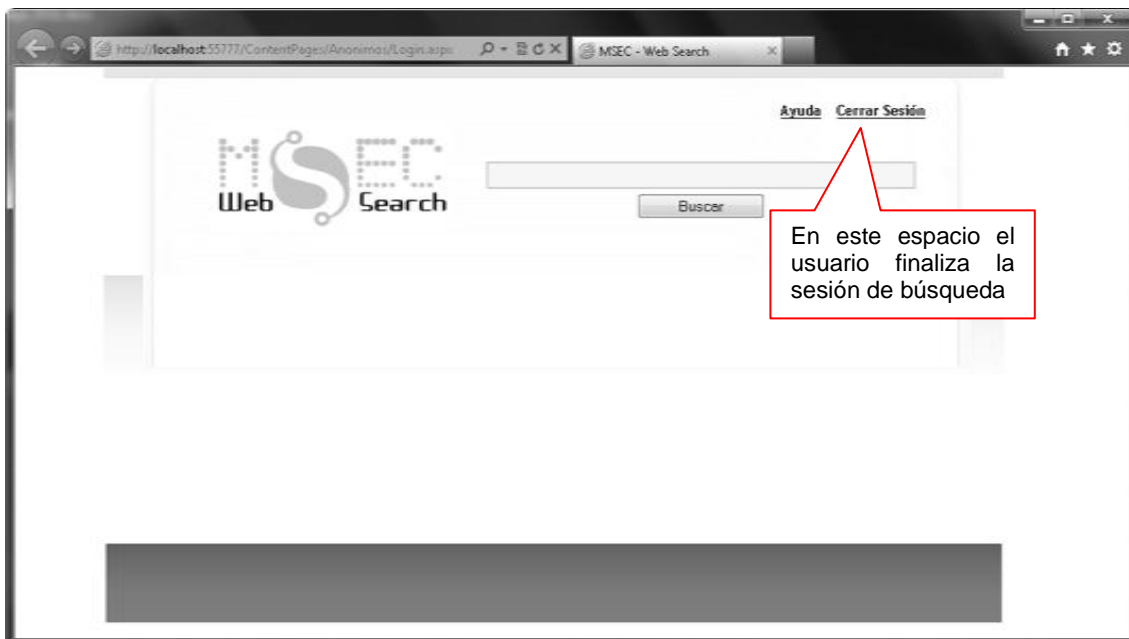 http://localhost:55777/ContentPages/Anonimos/Login.aspx
MSEC - Web Search
Ayuda Cerrar Sesión
MSEC
Web Search
Buscar
En este espacio el
usuario finaliza la
sesión de búsqueda